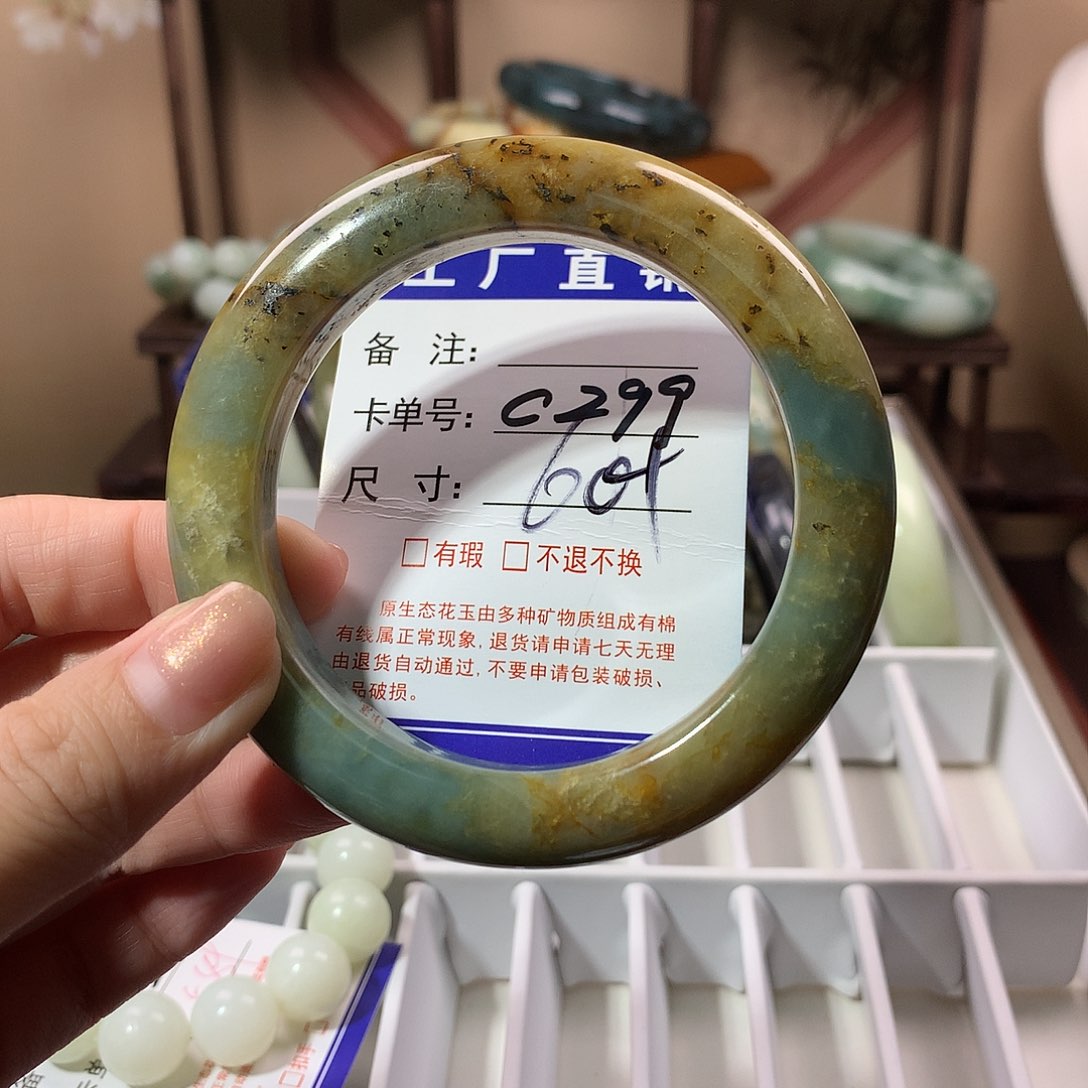 工厂直销
备 注:
卡单号: C299
尺 寸: 60才
□有瑕 □不退不换
原生态花玉由多种矿物质组成有棉
有线属正常现象,退货请申请七天无理
由退货自动通过,不要申请包装破损、
品破损。